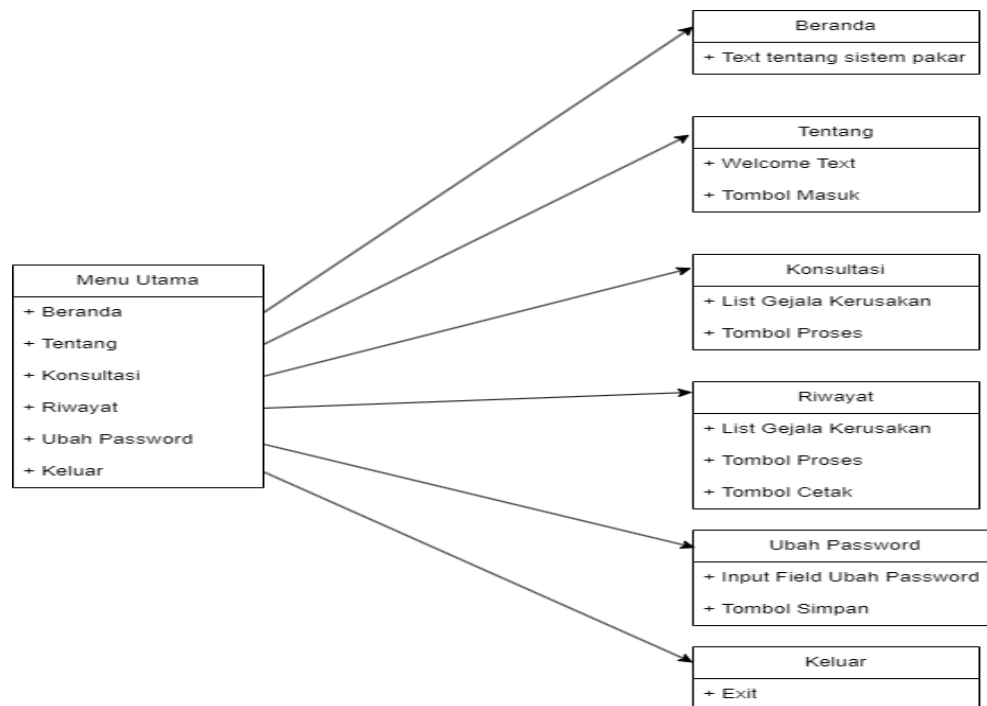 Menu Utama
+ Beranda
+ Tentang
+ Konsultasi
+ Riwayat
+ Ubah Password
+ Keluar
Beranda
+ Text tentang sistem pakar
Tentang
+ Welcome Text
+ Tombol Masuk
Konsultasi
+ List Gejala Kerusakan
+ Tombol Proses
Riwayat
+ List Gejala Kerusakan
+ Tombol Proses
+ Tombol Cetak
Ubah Password
+ Input Field Ubah Password
+ Tombol Simpan
Keluar
+ Exit